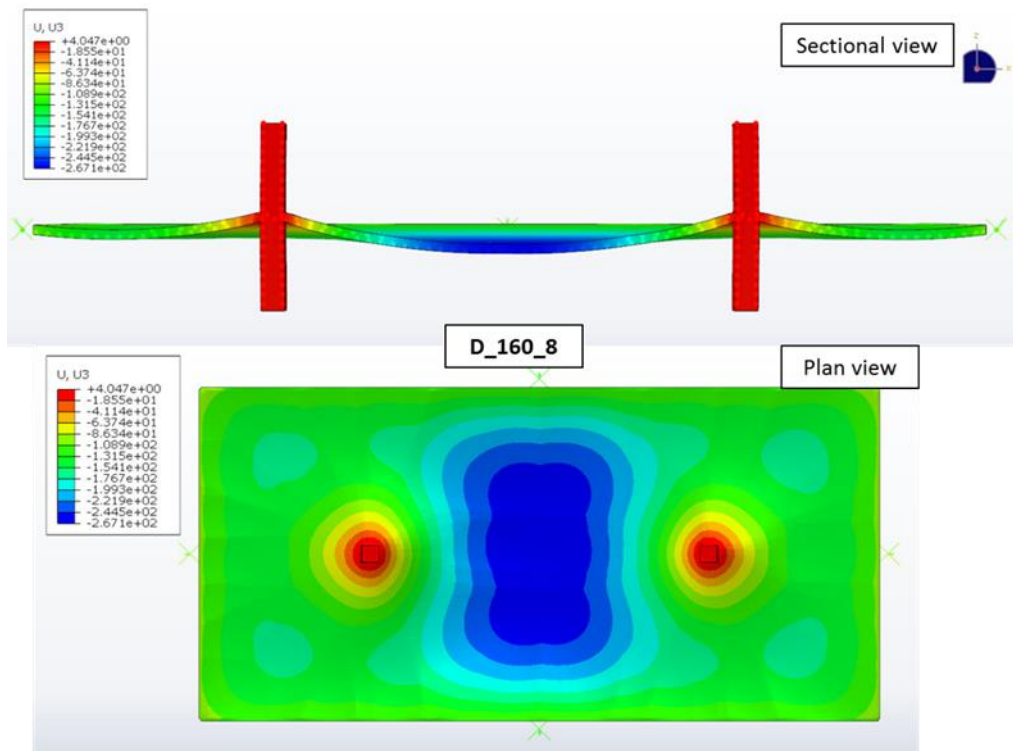 U, U3
+4.047e+00
-1.855e+01
-4.114e+01
-6.374e+01
-8.634e+01
-1.089e+02
-1.315e+02
-1.541e+02
-1.767e+02
-1.993e+02
-2.219e+02
-2.445e+02
-2.671e+02
Sectional view
z
x
D_160_8
Plan view
U, U3
+4.047e+00
-1.855e+01
-4.114e+01
-6.374e+01
-8.634e+01
-1.089e+02
-1.315e+02
-1.541e+02
-1.767e+02
-1.993e+02
-2.219e+02
-2.445e+02
-2.671e+02